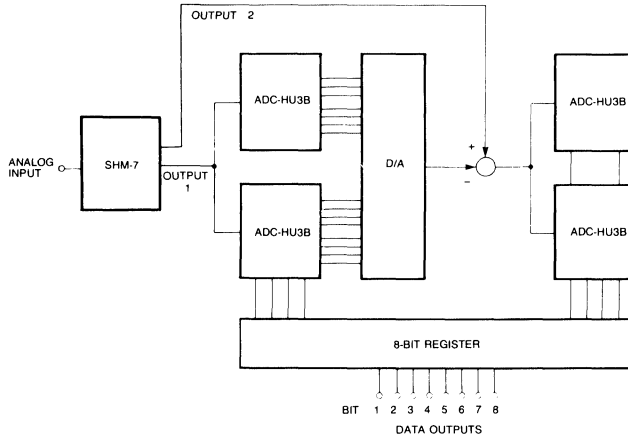 OUTPUT 2
ADC-HU3B
ADC-HU3B
D/A
ANALOG
INPUT
SHM-7
OUTPUT
1
+
−
ADC-HU3B
ADC-HU3B
8-BIT REGISTER
BIT 1 2 3 4 5 6 7 8
DATA OUTPUTS